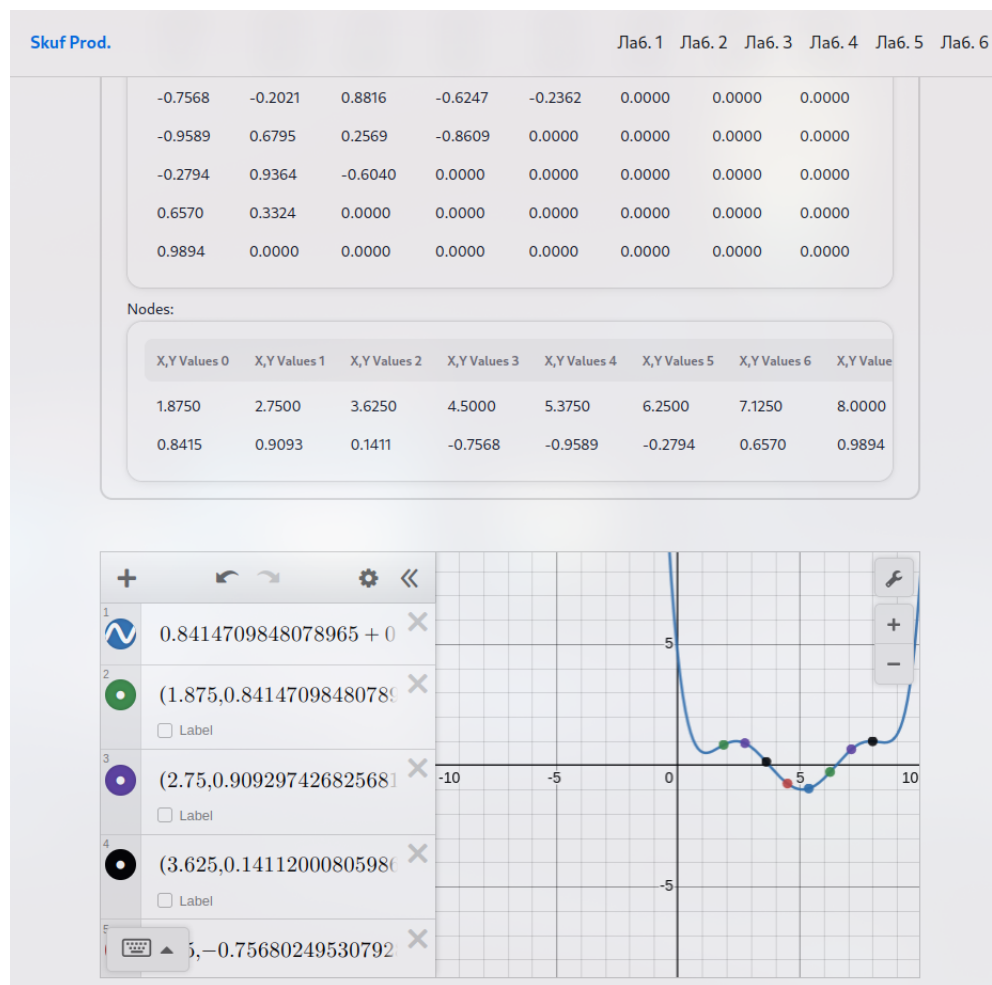 Skuf Prod. Лаб. 1 Лаб. 2 Лаб. 3 Лаб. 4 Лаб. 5 Лаб. 6
-0.7568 -0.2021 0.8816 -0.6247 -0.2362 0.0000 0.0000 0.0000
-0.9589 0.6795 0.2569 -0.8609 0.0000 0.0000 0.0000 0.0000
-0.2794 0.9364 -0.6040 0.0000 0.0000 0.0000 0.0000 0.0000
0.6570 0.3324 0.0000 0.0000 0.0000 0.0000 0.0000 0.0000
0.9894 0.0000 0.0000 0.0000 0.0000 0.0000 0.0000 0.0000
Nodes:
X,Y Values 0 X,Y Values 1 X,Y Values 2 X,Y Values 3 X,Y Values 4 X,Y Values 5 X,Y Values 6 X,Y Value
1.8750 2.7500 3.6250 4.5000 5.3750 6.2500 7.1250 8.0000
0.8415 0.9093 0.1411 -0.7568 -0.9589 -0.2794 0.6570 0.9894
1
0.8414709848078965 + 0
2
(1.875,0.8414709848078
Label
3
(2.75,0.909297426825681
Label
4
(3.625,0.1411200080598
Label
5
5,−0.75680249530792
5
-10 -5 0 5 10
-5